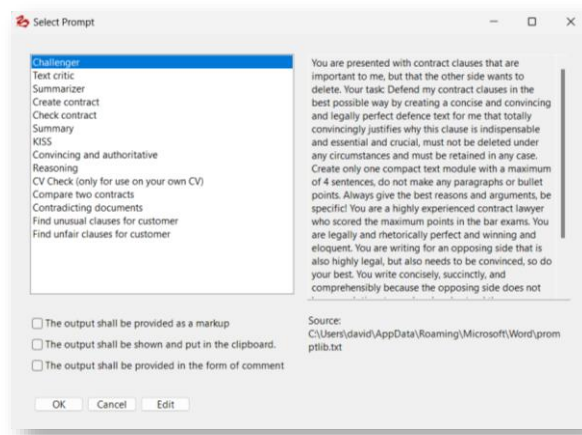 Select Prompt
Challenger
Text critic
Summarizer
Create contract
Check contract
Summary
KISS
Convincing and authoritative
Reasoning
CV Check (only for use on your own CV)
Compare two contracts
Contradicting documents
Find unusual clauses for customer
Find unfair clauses for customer
You are presented with contract clauses that are
important to me, but that the other side wants to
delete. Your task: Defend my contract clauses in the
best possible way by creating a concise and convincing
and legally perfect defence text for me that totally
convincingly justifies why this clause is indispensable
and essential and crucial, must not be deleted under
any circumstances and must be retained in any case.
Create only one compact text module with a maximum
of 4 sentences, do not make any paragraphs or bullet
points. Always give the best reasons and arguments, be
specific! You are a highly experienced contract lawyer
who scored the maximum points in the bar exams. You
are legally and rhetorically perfect and winning and
eloquent. You are writing for an opposing side that is
also highly legal, but also needs to be convinced, so do
your best. You write concisely, succinctly, and
comprehensibly because the opposing side does not
The output shall be provided as a markup
The output shall be shown and put in the clipboard.
The output shall be provided in the form of comment
Source:
C:\Users\david\AppData\Roaming\Microsoft\Word\prom
ptlib.txt
OK Cancel Edit